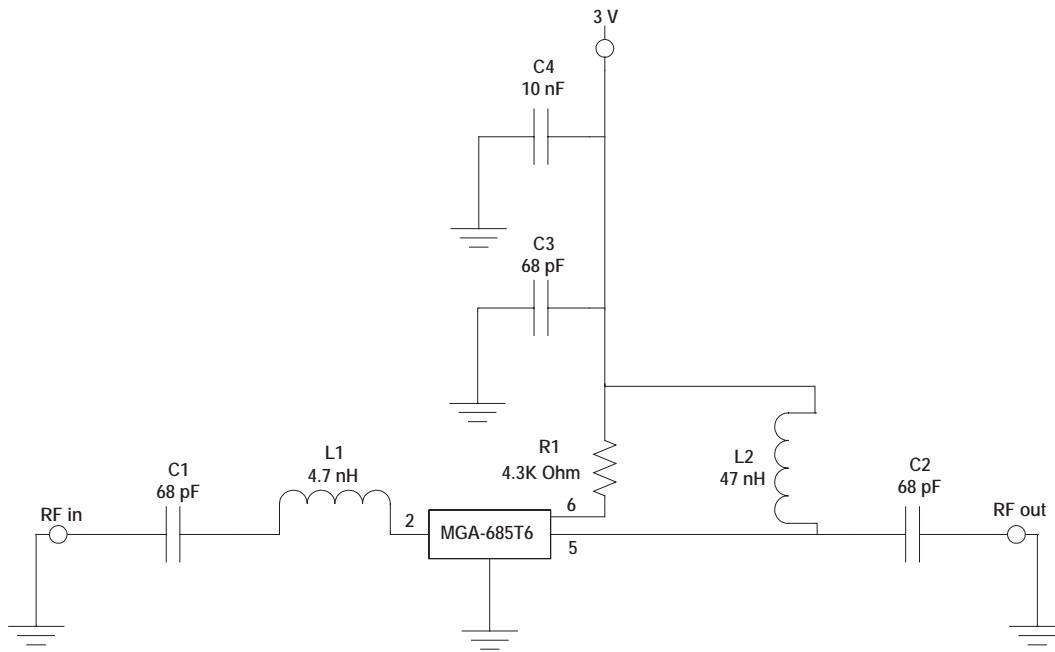 3 V
C4
10 nF
C3
68 pF
R1
4.3K Ohm
L2
47 nH
L1
4.7 nH
C1
68 pF
C2
68 pF
RF in
2
MGA-685T6
6
5
RF out